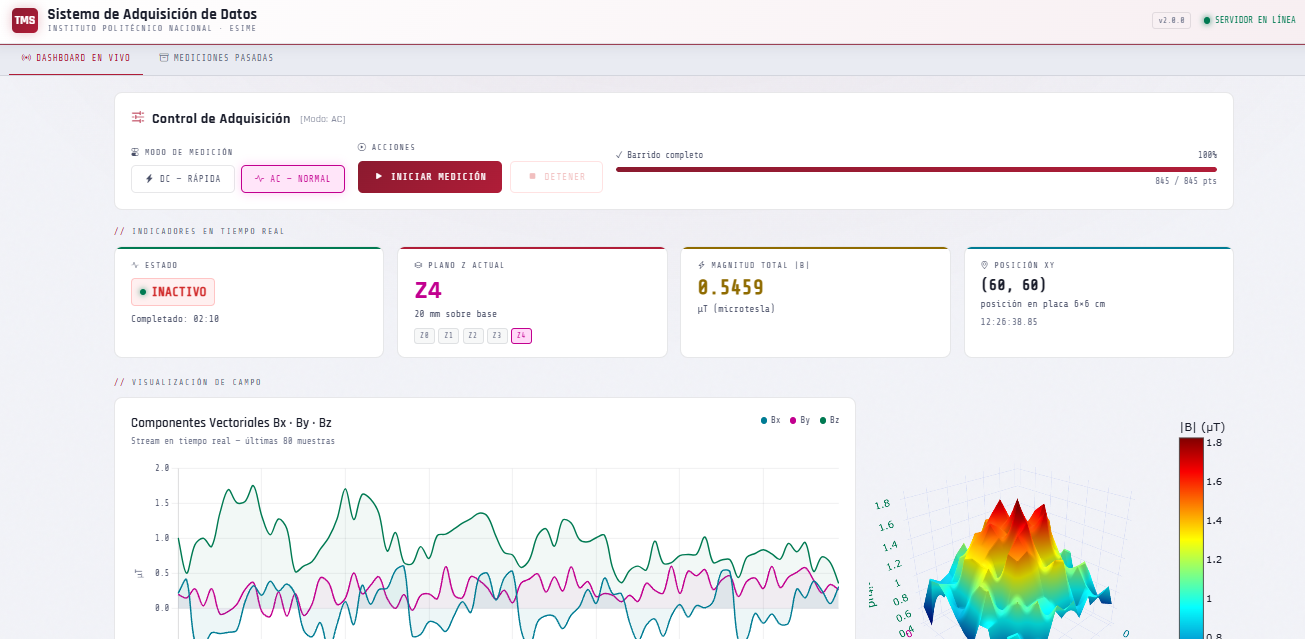 TMS
Sistema de Adquisición de Datos
INSTITUTO POLITÉCNICO NACIONAL · ESIME
v2.0.0
SERVIDOR EN LÍNEA
DASHBOARD EN VIVO
MEDICIONES PASADAS
Control de Adquisición
[Modo: AC]
MODO DE MEDICIÓN
DC — RÁPIDA
AC — NORMAL
ACCIONES
INICIAR MEDICIÓN
DETENER
✓ Barrido completo
100%
845 / 845 pts
// INDICADORES EN TIEMPO REAL
ESTADO
INACTIVO
Completado: 02:10
PLANO Z ACTUAL
Z4
20 mm sobre base
Z0 Z1 Z2 Z3 Z4
MAGNITUD TOTAL |B|
0.5459
µT (microtesla)
POSICIÓN XY
(60, 60)
posición en placa 6×6 cm
12:26:38.85
// VISUALIZACIÓN DE CAMPO
Componentes Vectoriales Bx · By · Bz
Stream en tiempo real — últimas 80 muestras
Bx By Bz
2.0
1.5
1.0
0.5
0.0
µT
1.8
1.6
1.4
1.2
1
0.8
0.6
0.4
0
0
|B| (µT)
1.8
1.6
1.4
1.2
1
0.8